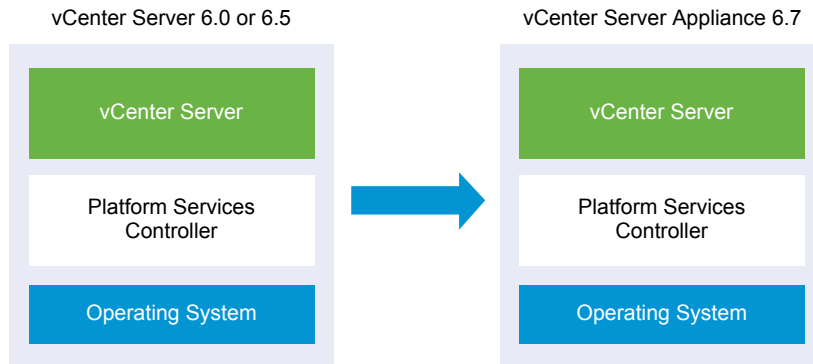 vCenter Server 6.0 or 6.5
vCenter Server
Platform Services
Controller
Operating System
vCenter Server Appliance 6.7
vCenter Server
Platform Services
Controller
Operating System